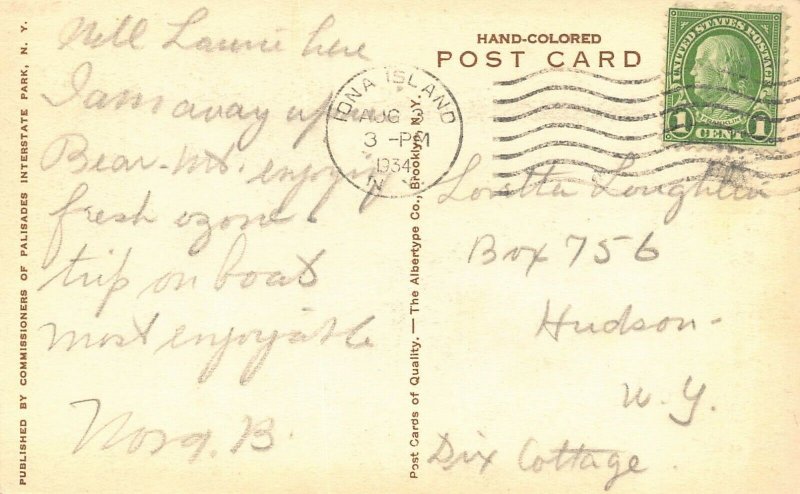 PUBLISHED BY COMMISSIONERS OF PALISADES INTERSTATE PARK, N. Y.
Well Laurie here
I am away up on
Bear-Mt. enjoying
fresh ozone
trip on boat
most enjoyable
Nora. B.
Post Cards of Quality. — The Albertype Co., Brooklyn, N.Y.
HAND-COLORED
POST CARD
IONA ISLAND
AUG 3
3 -PM
1934
N.Y.
UNITED STATES POSTAGE
FRANKLIN
1 CENT 1
Loretta Loughlin
Box 756
Hudson-
N. Y.
Dix Cottage.